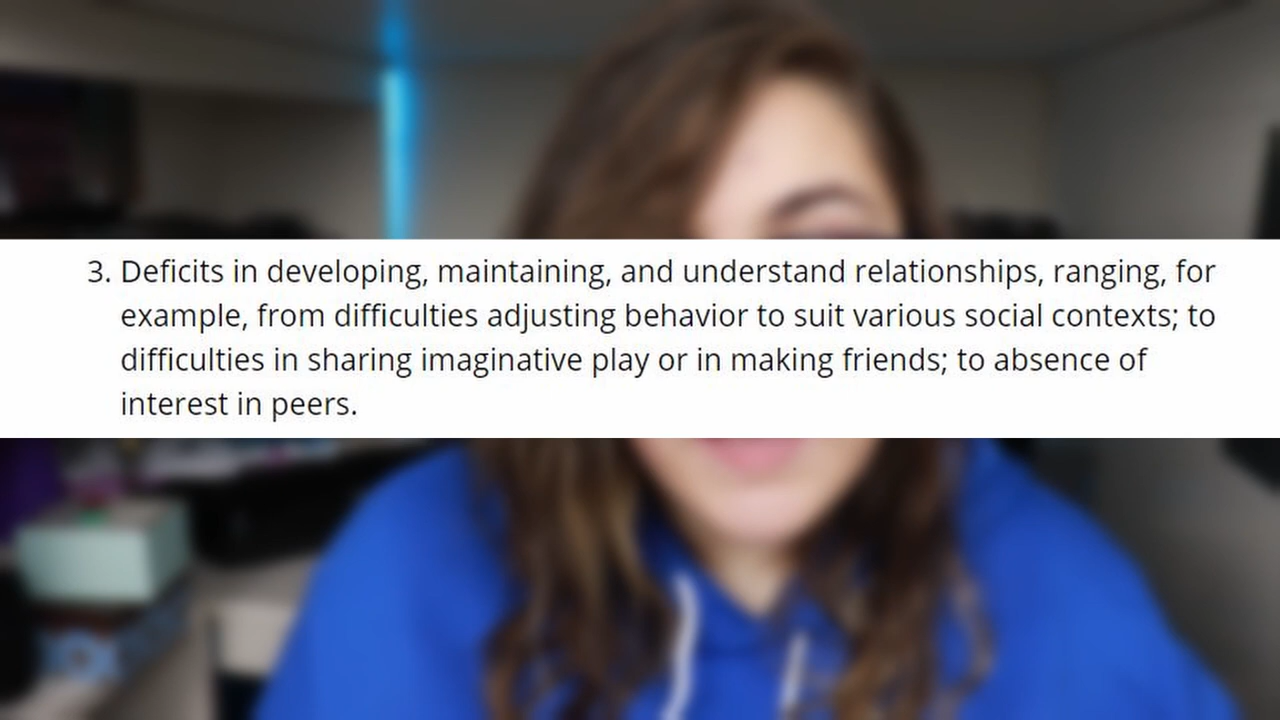 3. Deficits in developing, maintaining, and understand relationships, ranging, for
example, from difficulties adjusting behavior to suit various social contexts; to
difficulties in sharing imaginative play or in making friends; to absence of
interest in peers.